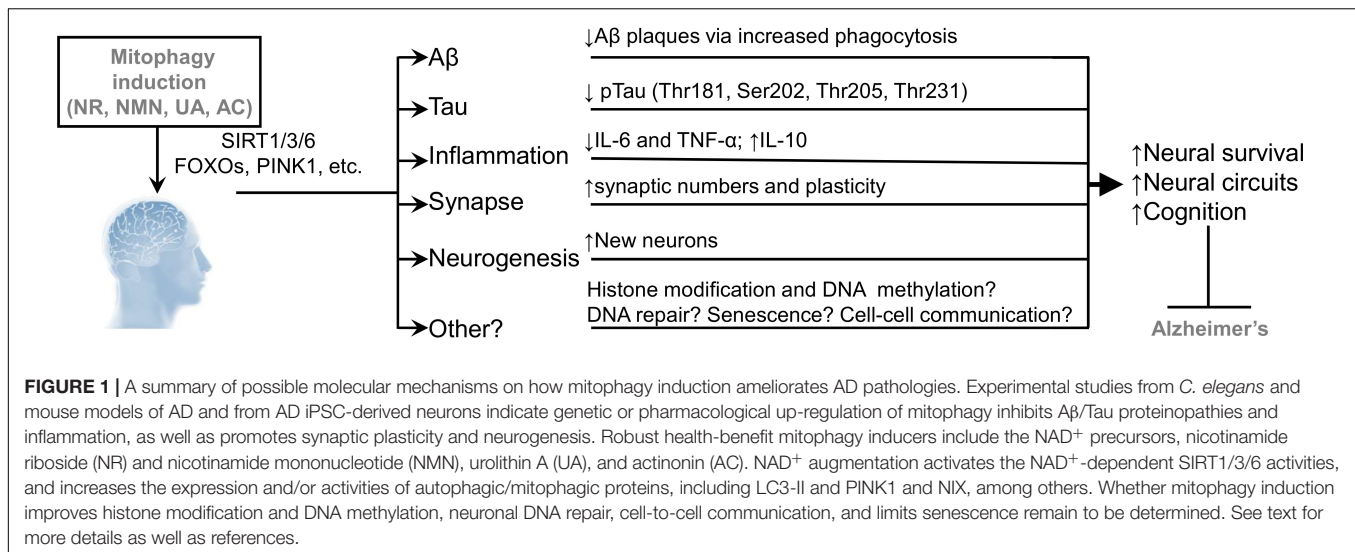 Mitophagy
induction
(NR, NMN, UA, AC)
SIRT1/3/6
FOXOs, PINK1, etc.
Aβ
↓Aβ plaques via increased phagocytosis
Tau
↓ pTau (Thr181, Ser202, Thr205, Thr231)
Inflammation
↓IL-6 and TNF-α; ↑IL-10
Synapse
↑synaptic numbers and plasticity
Neurogenesis
↑New neurons
Other?
Histone modification and DNA methylation?
DNA repair? Senescence? Cell-cell communication?
↑Neural survival
↑Neural circuits
↑Cognition
Alzheimer's
FIGURE 1 | A summary of possible molecular mechanisms on how mitophagy induction ameliorates AD pathologies. Experimental studies from C. elegans and
mouse models of AD and from AD iPSC-derived neurons indicate genetic or pharmacological up-regulation of mitophagy inhibits Aβ/Tau proteinopathies and
inflammation, as well as promotes synaptic plasticity and neurogenesis. Robust health-benefit mitophagy inducers include the NAD⁺ precursors, nicotinamide
riboside (NR) and nicotinamide mononucleotide (NMN), urolithin A (UA), and actinonin (AC). NAD⁺ augmentation activates the NAD⁺-dependent SIRT1/3/6 activities,
and increases the expression and/or activities of autophagic/mitophagic proteins, including LC3-II and PINK1 and NIX, among others. Whether mitophagy induction
improves histone modification and DNA methylation, neuronal DNA repair, cell-to-cell communication, and limits senescence remain to be determined. See text for
more details as well as references.